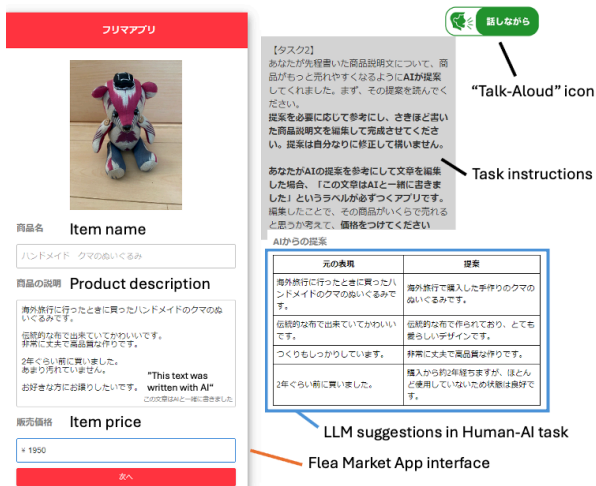 フリマアプリ
商品名 Item name
ハンドメイド　クマのぬいぐるみ
商品の説明 Product description
海外旅行に行ったときに買ったハンドメイドのクマのぬ
いぐるみです。
伝統的な布で出来ていてかわいいです。
非常に丈夫で高品質な作りです。
2年ぐらい前に買いました。
あまり汚れていません。
お好きな方にお譲りしたいです。
"This text was
written with AI"
この文章はAIと一緒に書きました
販売価格 Item price
¥ 1950
次へ
話しながら
"Talk-Aloud" icon
【タスク2】
あなたが先程書いた商品説明文について、商
品がもっと売れやすくなるようにAIが提案
してくれました。まず、その提案を読んでく
ださい。
提案を必要に応じて参考にし、さきほど書い
た商品説明文を編集して完成させてくださ
い。提案は自分なりに修正して構いません。
あなたがAIの提案を参考にして文章を編集
した場合、「この文章はAIと一緒に書きま
した」というラベルが必ずつくアプリです。
編集したことで、その商品がいくらで売れる
と思うか考えて、価格をつけてください
Task instructions
AIからの提案
元の表現 提案
海外旅行に行ったときに買ったハ
ンドメイドのクマのぬいぐるみで
す。
海外旅行で購入した手作りのクマの
ぬいぐるみです。
伝統的な布で出来ていてかわいい
です。
伝統的な布で作られており、とても
愛らしいデザインです。
つくりもしっかりしています。 非常に丈夫で高品質な作りです。
2年ぐらい前に買いました。
購入から約2年経ちますが、ほとん
ど使用していないため状態は良好で
す。
LLM suggestions in Human-AI task
Flea Market App interface